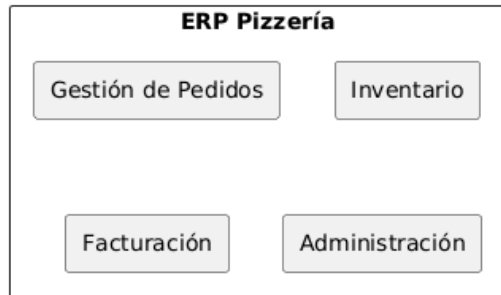 ERP Pizzería
Gestión de Pedidos
Inventario
Facturación
Administración